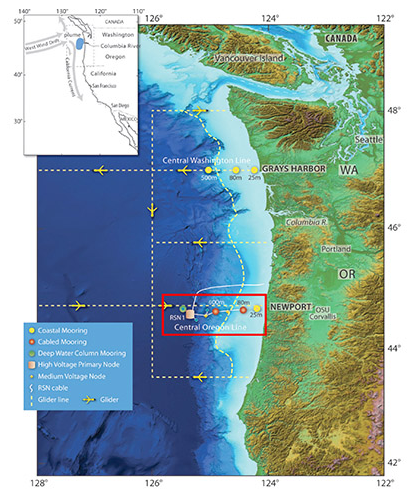 140° 130° 120°
50°
40°
30°
CANADA
plume
Washington
Columbia River
Oregon
California
San Francisco
San Diego
MEXICO
West Wind Drift
California Current
126° 124° 122°
CANADA
Vancouver Island
48°
Seattle
Central Washington Line
500m 80m 25m
GRAYS HARBOR
WA
Columbia R.
46°
Portland
OR
80m
RSN1
25m
NEWPORT
OSU
Corvallis
Central Oregon Line
44°
Coastal Mooring
Cabled Mooring
Deep Water Column Mooring
High Voltage Primary Node
Medium Voltage Node
RSN cable
Glider line
Glider
42°
128° 126° 124° 122°